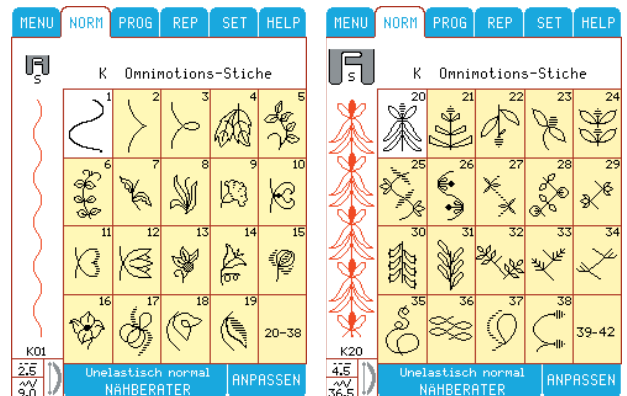 MENU NORM PROG REP SET HELP
S
K Omnimotions-Stiche
1 2 3 4 5
6 7 8 9 10
11 12 13 14 15
16 17 18 19 20-38
K01
2.5
9.0
Unelastisch normal
NÄHBERATER
ANPASSEN
MENU NORM PROG REP SET HELP
S
K Omnimotions-Stiche
20 21 22 23 24
25 26 27 28 29
30 31 32 33 34
35 36 37 38 39-42
K20
4.5
36.5
Unelastisch normal
NÄHBERATER
ANPASSEN